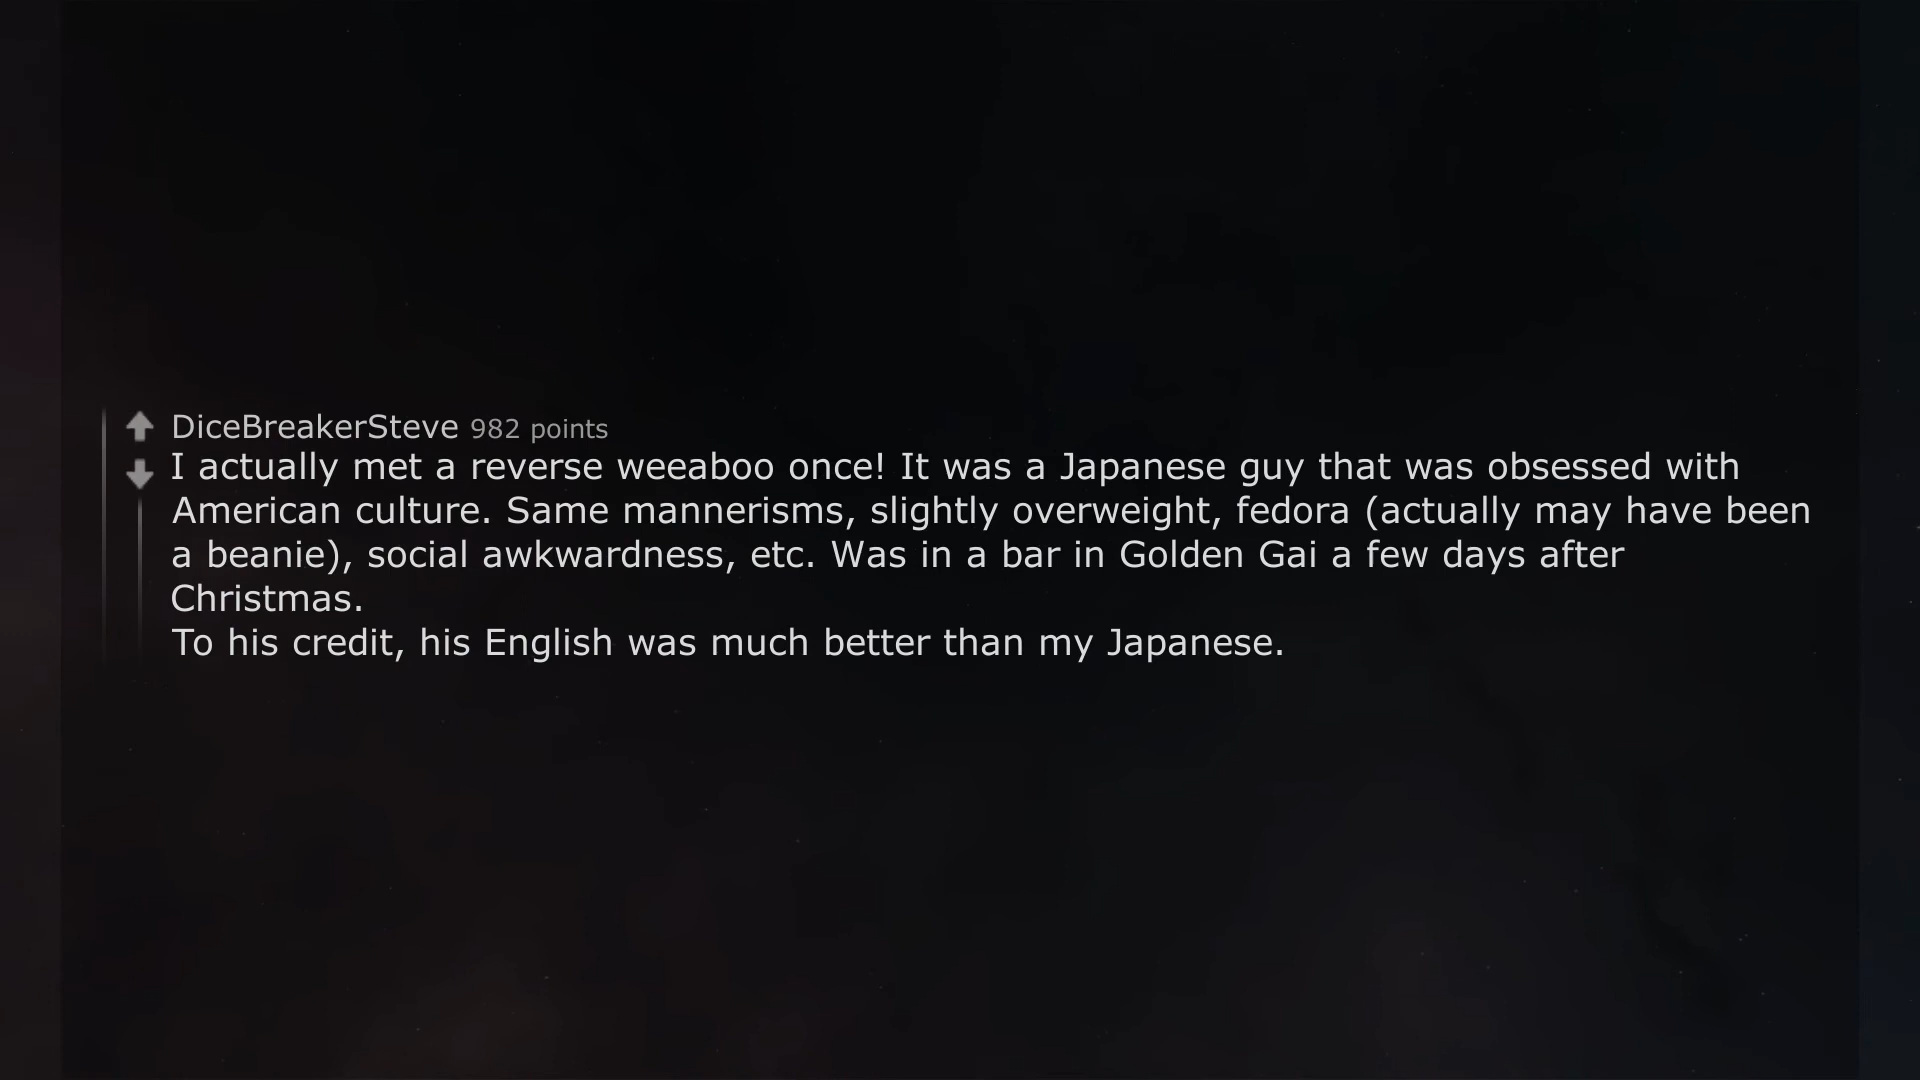 DiceBreakerSteve 982 points
I actually met a reverse weeaboo once! It was a Japanese guy that was obsessed with
American culture. Same mannerisms, slightly overweight, fedora (actually may have been
a beanie), social awkwardness, etc. Was in a bar in Golden Gai a few days after
Christmas.
To his credit, his English was much better than my Japanese.